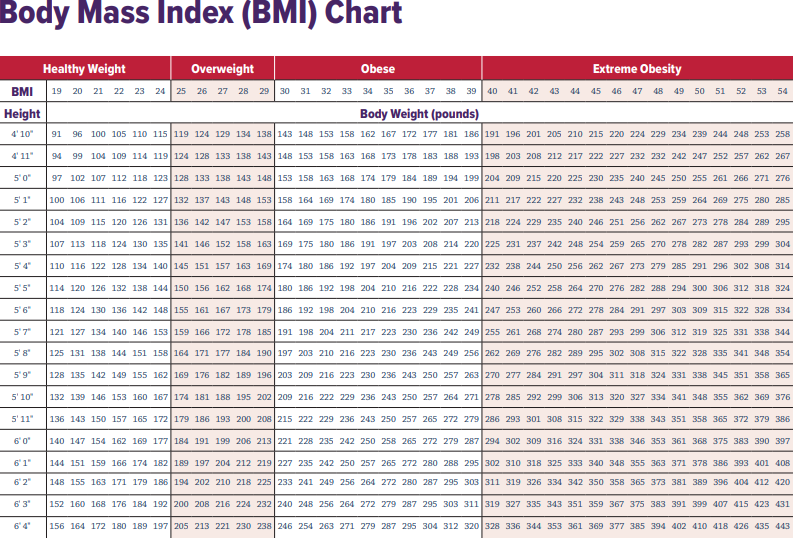 Body Mass Index (BMI) Chart
Healthy Weight Overweight Obese Extreme Obesity
BMI 19 20 21 22 23 24 25 26 27 28 29 30 31 32 33 34 35 36 37 38 39 40 41 42 43 44 45 46 47 48 49 50 51 52 53 54
Height Body Weight (pounds)
4' 10" 91 96 100 105 110 115 119 124 129 134 138 143 148 153 158 162 167 172 177 181 186 191 196 201 205 210 215 220 224 229 234 239 244 248 253 258
4' 11" 94 99 104 109 114 119 124 128 133 138 143 148 153 158 163 168 173 178 183 188 193 198 203 208 212 217 222 227 232 232 242 247 252 257 262 267
5' 0" 97 102 107 112 118 123 128 133 138 143 148 153 158 163 168 174 179 184 189 194 199 204 209 215 220 225 230 235 240 245 250 255 261 266 271 276
5' 1" 100 106 111 116 122 127 132 137 143 148 153 158 164 169 174 180 185 190 195 201 206 211 217 222 227 232 238 243 248 253 259 264 269 275 280 285
5' 2" 104 109 115 120 126 131 136 142 147 153 158 164 169 175 180 186 191 196 202 207 213 218 224 229 235 240 246 251 256 262 267 273 278 284 289 295
5' 3" 107 113 118 124 130 135 141 146 152 158 163 169 175 180 186 191 197 203 208 214 220 225 231 237 242 248 254 259 265 270 278 282 287 293 299 304
5' 4" 110 116 122 128 134 140 145 151 157 163 169 174 180 186 192 197 204 209 215 221 227 232 238 244 250 256 262 267 273 279 285 291 296 302 308 314
5' 5" 114 120 126 132 138 144 150 156 162 168 174 180 186 192 198 204 210 216 222 228 234 240 246 252 258 264 270 276 282 288 294 300 306 312 318 324
5' 6" 118 124 130 136 142 148 155 161 167 173 179 186 192 198 204 210 216 223 229 235 241 247 253 260 266 272 278 284 291 297 303 309 315 322 328 334
5' 7" 121 127 134 140 146 153 159 166 172 178 185 191 198 204 211 217 223 230 236 242 249 255 261 268 274 280 287 293 299 306 312 319 325 331 338 344
5' 8" 125 131 138 144 151 158 164 171 177 184 190 197 203 210 216 223 230 236 243 249 256 262 269 276 282 289 295 302 308 315 322 328 335 341 348 354
5' 9" 128 135 142 149 155 162 169 176 182 189 196 203 209 216 223 230 236 243 250 257 263 270 277 284 291 297 304 311 318 324 331 338 345 351 358 365
5' 10" 132 139 146 153 160 167 174 181 188 195 202 209 216 222 229 236 243 250 257 264 271 278 285 292 299 306 313 320 327 334 341 348 355 362 369 376
5' 11" 136 143 150 157 165 172 179 186 193 200 208 215 222 229 236 243 250 257 265 272 279 286 293 301 308 315 322 329 338 343 351 358 365 372 379 386
6' 0" 140 147 154 162 169 177 184 191 199 206 213 221 228 235 242 250 258 265 272 279 287 294 302 309 316 324 331 338 346 353 361 368 375 383 390 397
6' 1" 144 151 159 166 174 182 189 197 204 212 219 227 235 242 250 257 265 272 280 288 295 302 310 318 325 333 340 348 355 363 371 378 386 393 401 408
6' 2" 148 155 163 171 179 186 194 202 210 218 225 233 241 249 256 264 272 280 287 295 303 311 319 326 334 342 350 358 365 373 381 389 396 404 412 420
6' 3" 152 160 168 176 184 192 200 208 216 224 232 240 248 256 264 272 279 287 295 303 311 319 327 335 343 351 359 367 375 383 391 399 407 415 423 431
6' 4" 156 164 172 180 189 197 205 213 221 230 238 246 254 263 271 279 287 295 304 312 320 328 336 344 353 361 369 377 385 394 402 410 418 426 435 443